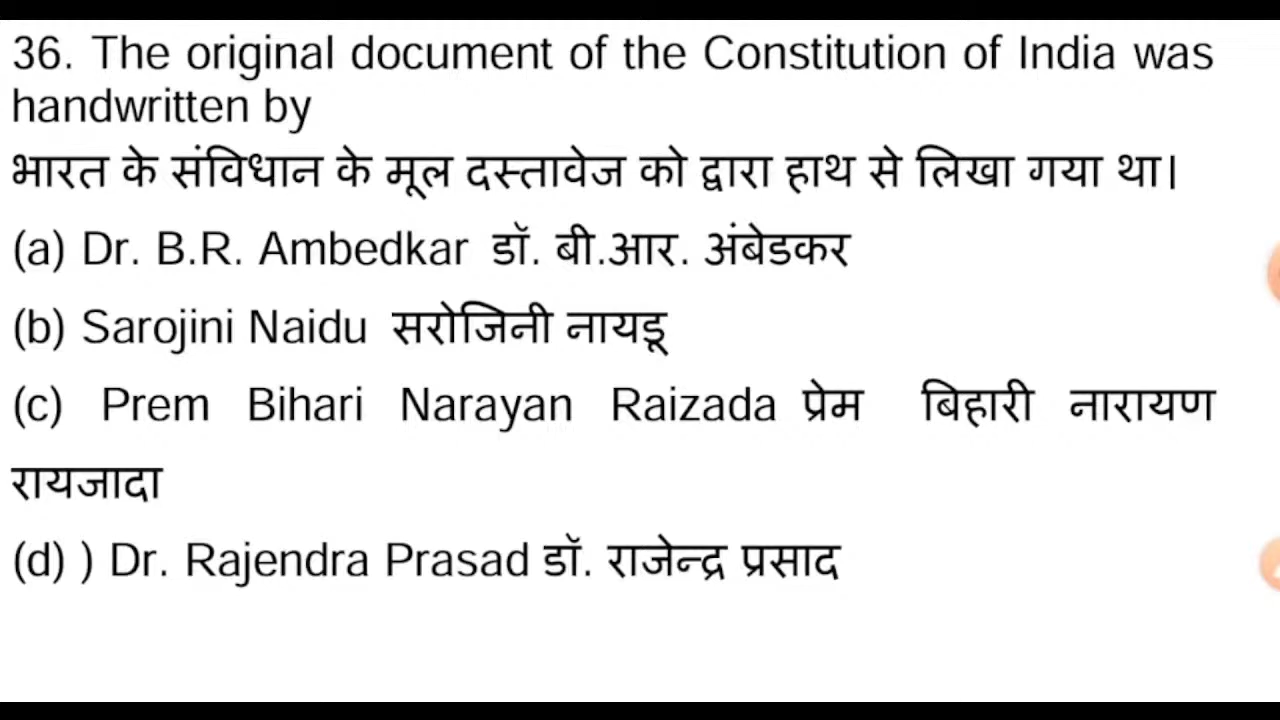 36. The original document of the Constitution of India was
handwritten by
भारत के संविधान के मूल दस्तावेज को द्वारा हाथ से लिखा गया था।
(a) Dr. B.R. Ambedkar डॉ. बी.आर. अंबेडकर
(b) Sarojini Naidu सरोजिनी नायडू
(c) Prem Bihari Narayan Raizada प्रेम बिहारी नारायण
रायजादा
(d) ) Dr. Rajendra Prasad डॉ. राजेन्द्र प्रसाद